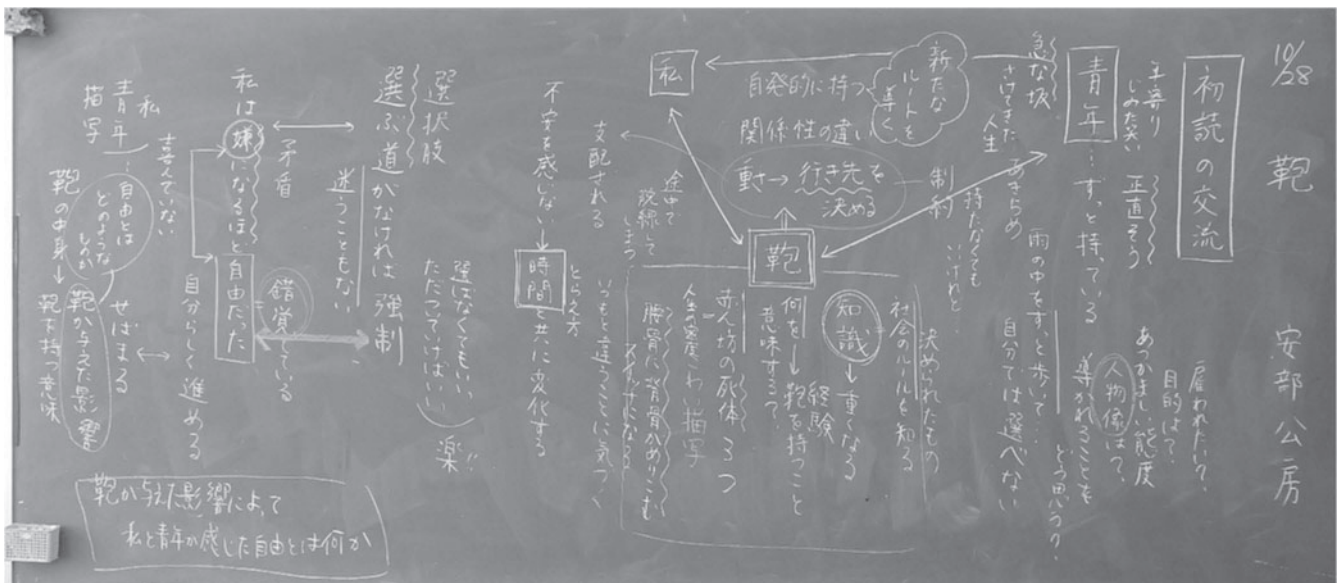 10/28
鞄
安部公房
初読の交流
雇われたい？
目的は？
あつかましい態度
人物像は？
導かれることを
どう思う？
年寄り
じみた笑い
正直そう
青年…ずっと持っている
雨の中をずっと歩いて…
自分では選べない
急な坂
さけてきた
人生
あきらめ
持たなくても
いいけれど…
制約
新たな
ルートを
導く
私
自発的に持つ
関係性の違い
重さ→行き先を
決める
鞄
支配される
途中で
脱線して
しまう
決められたもの
社会のルールを知る
知識→重くなる
経験
何を→鞄を持つこと
意味する？
赤ん坊の死体 3つ
人生の密度
こわい描写
腰骨に背骨がめりこむ
いつもと違うことに気づく
とらえ方
不安を感じない→時間と共に変化する
選択肢
選ぶ道がなければ 強制
迷うこともない
選ばなくてもいい
ただついていけばいい
楽!!
矛盾
私は嫌になるほど自由だった
錯覚している
自分らしく進める
せばまる
私
青年
描写
…
考えていない
自由とは
どのような
ものか
鞄の中身→鞄が与えた影響
鞄が持つ意味
鞄が与えた影響によって
私と青年が感じた自由とは何か